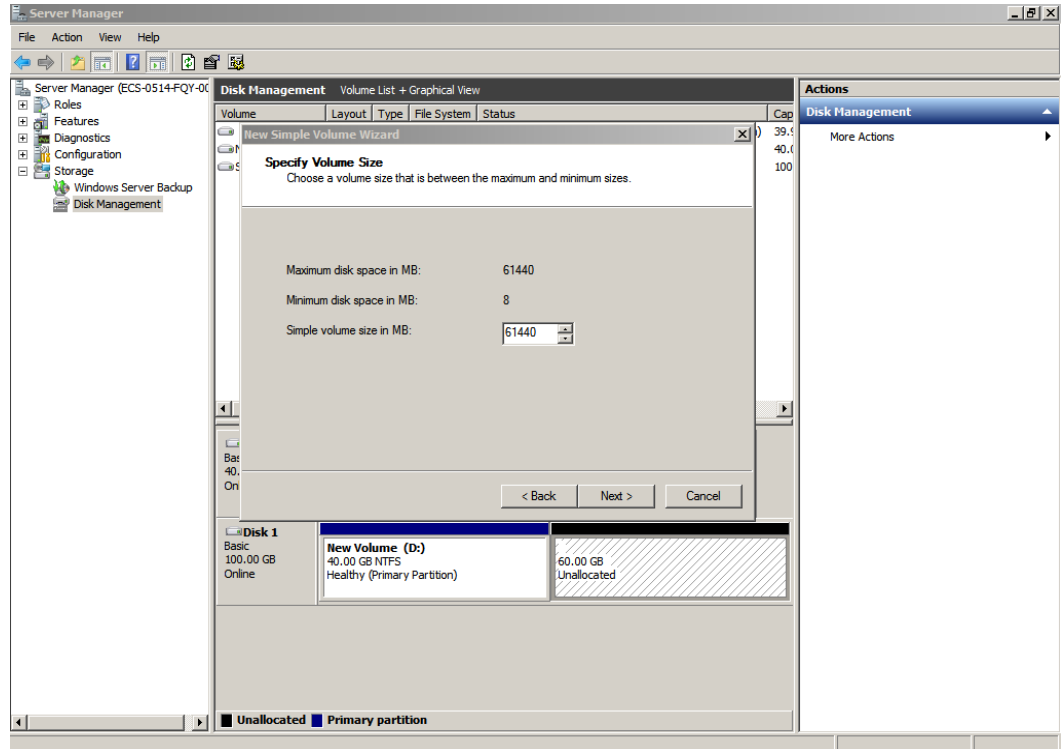 Server Manager
File Action View Help
Server Manager (ECS-0514-FQY-00
Roles
Features
Diagnostics
Configuration
Storage
Windows Server Backup
Disk Management
Disk Management Volume List + Graphical View
Volume Layout Type File System Status Cap
39.9
40.0
100
New Simple Volume Wizard
Specify Volume Size
Choose a volume size that is between the maximum and minimum sizes.
Maximum disk space in MB: 61440
Minimum disk space in MB: 8
Simple volume size in MB: 61440
< Back Next > Cancel
Bas
40.
On
Disk 1
Basic
100.00 GB
Online
New Volume (D:)
40.00 GB NTFS
Healthy (Primary Partition)
60.00 GB
Unallocated
Unallocated Primary partition
Actions
Disk Management
More Actions